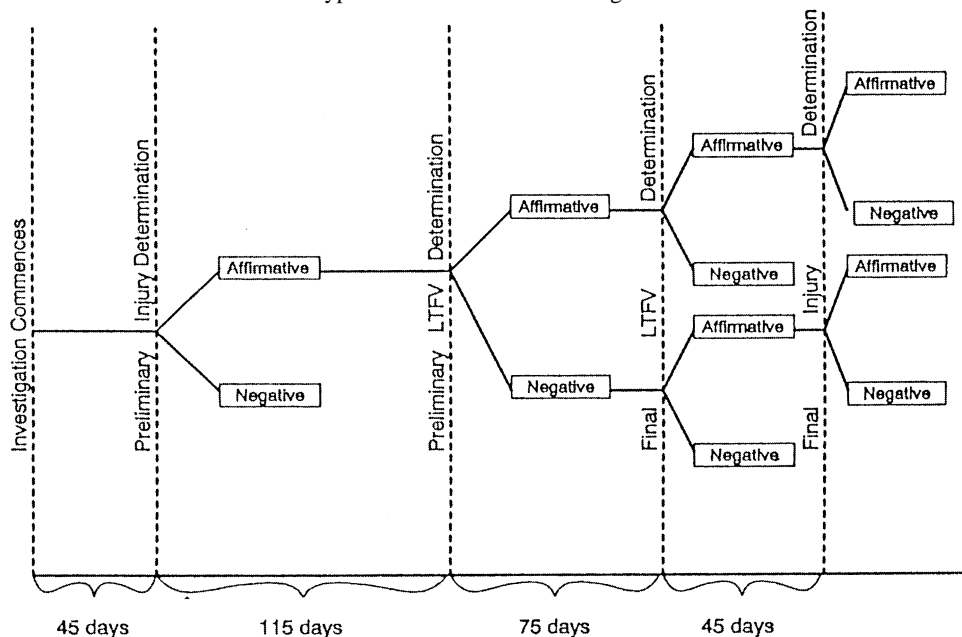 Investigation Commences
Preliminary Injury Determination
Preliminary LTFV Determination
Final LTFV Determination
Final Injury Determination
Affirmative
Negative
Affirmative
Negative
Affirmative
Negative
Affirmative
Negative
Affirmative
Negative
Affirmative
Negative
45 days
115 days
75 days
45 days